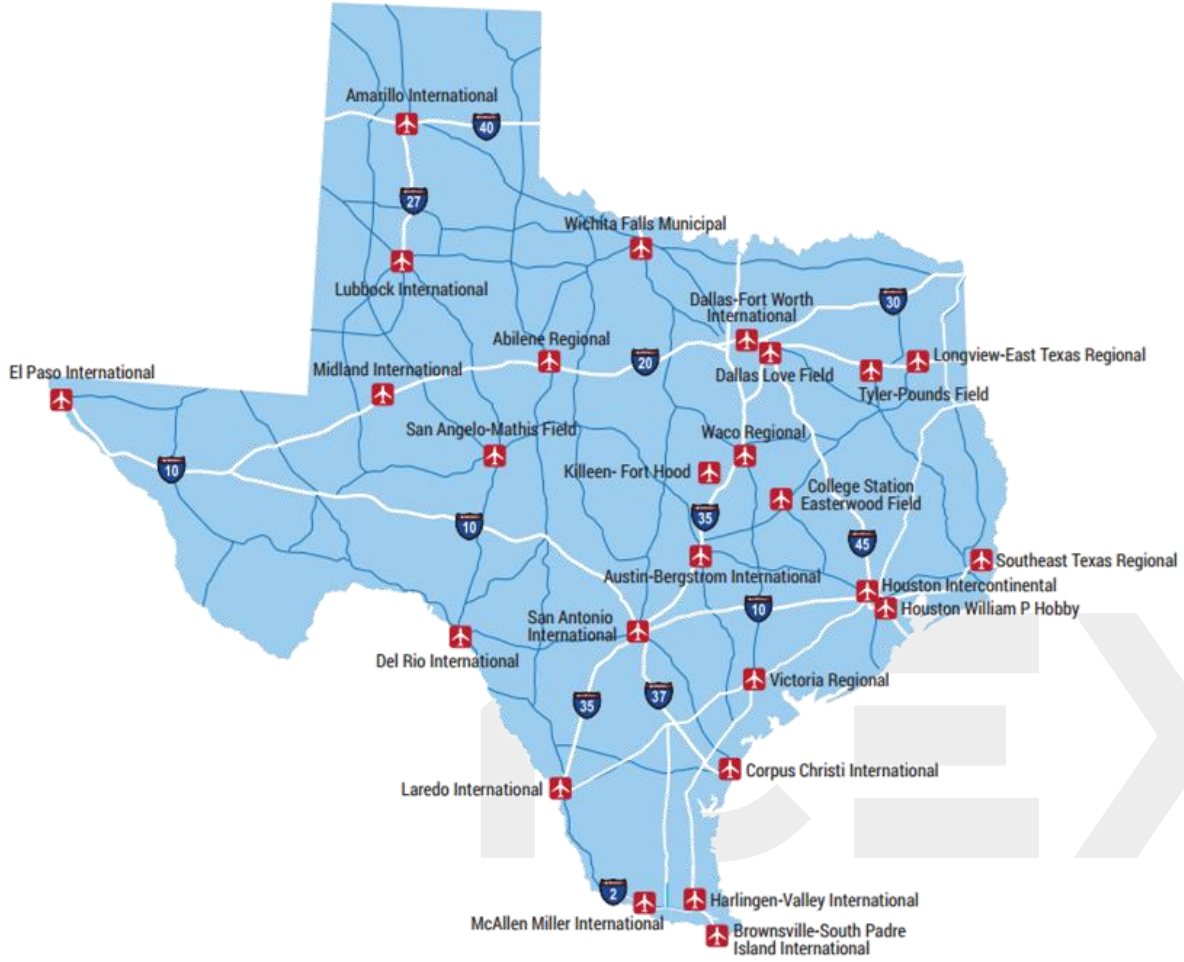 Amarillo International
40
27
Wichita Falls Municipal
Lubbock International
Dallas-Fort Worth
International
30
Abilene Regional
20
Longview-East Texas Regional
El Paso International
Midland International
Dallas Love Field
Tyler-Pounds Field
San Angelo-Mathis Field
Waco Regional
10
Killeen- Fort Hood
College Station
Easterwood Field
10
35
45
Southeast Texas Regional
Austin-Bergstrom International
Houston Intercontinental
10
Houston William P Hobby
San Antonio
International
Del Rio International
Victoria Regional
35
37
Corpus Christi International
Laredo International
2
Harlingen-Valley International
McAllen Miller International
Brownsville-South Padre
Island International